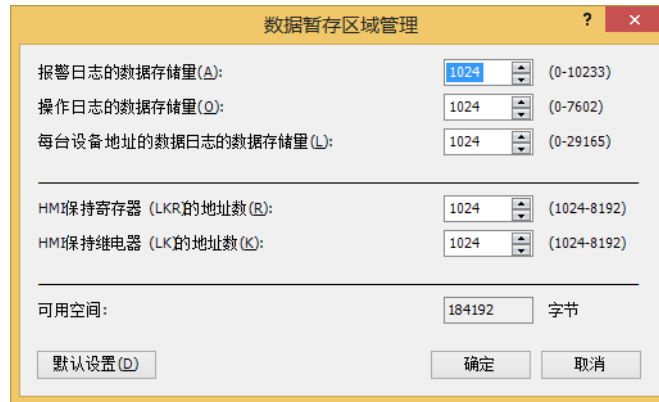 数据暂存区域管理 ? ×
报警日志的数据存储量(A): 1024 (0-10233)
操作日志的数据存储量(O): 1024 (0-7602)
每台设备地址的数据日志的数据存储量(L): 1024 (0-29165)
HMI保持寄存器 (LKR)的地址数(R): 1024 (1024-8192)
HMI保持继电器 (LK)的地址数(K): 1024 (1024-8192)
可用空间: 184192 字节
默认设置(D) 确定 取消